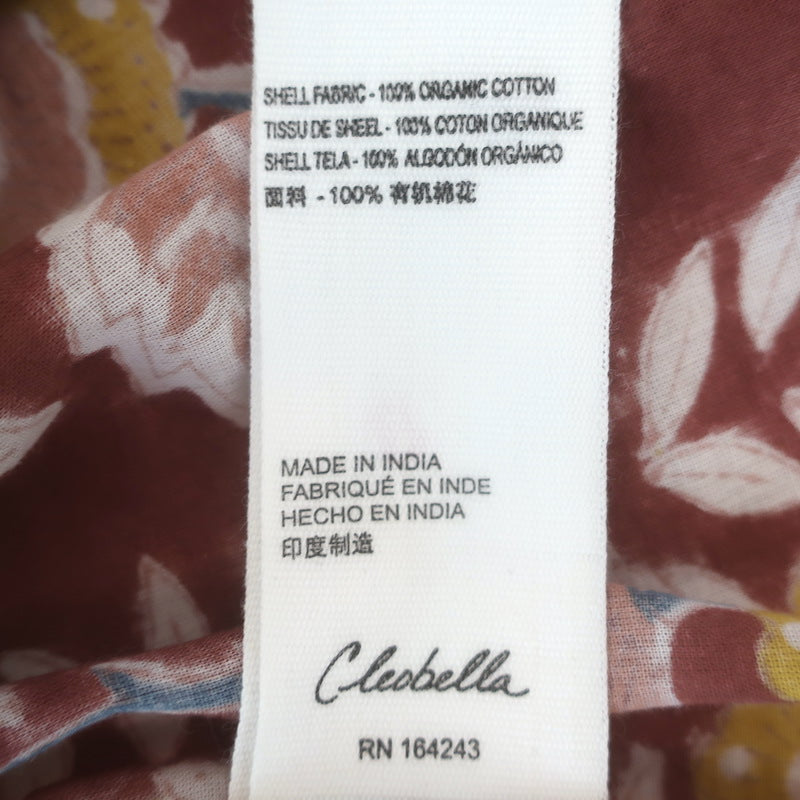 SHELL FABRIC - 100% ORGANIC COTTON
TISSU DE SHEEL - 100% COTON ORGANIQUE
SHELL TELA - 100% ALGODÓN ORGÁNICO
面料 - 100% 有机棉花
MADE IN INDIA
FABRIQUÉ EN INDE
HECHO EN INDIA
印度制造
Cleobella
RN 164243